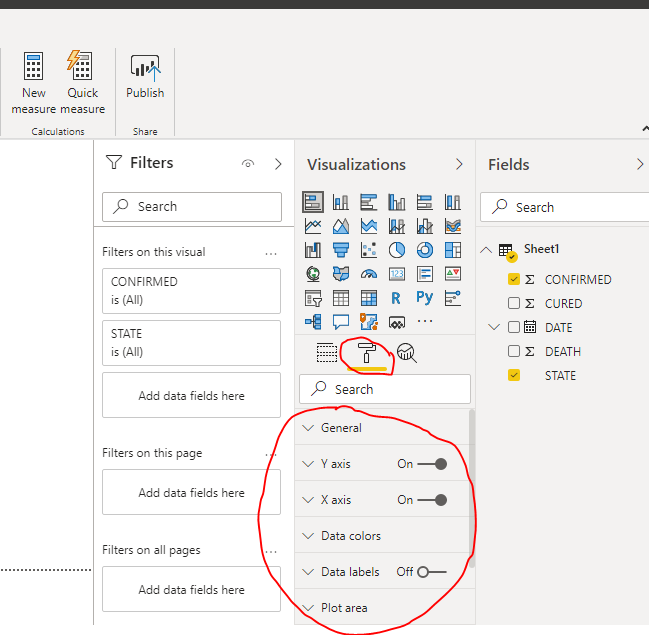 New
measure
Quick
measure
Publish
Calculations
Share
Filters
Search
Filters on this visual
...
CONFIRMED
is (All)
STATE
is (All)
Add data fields here
Filters on this page
...
Add data fields here
Filters on all pages
...
Add data fields here
Visualizations
123
R
Py
...
Search
General
Y axis On
X axis On
Data colors
Data labels Off
Plot area
Fields
Search
Sheet1
Σ CONFIRMED
Σ CURED
DATE
Σ DEATH
STATE